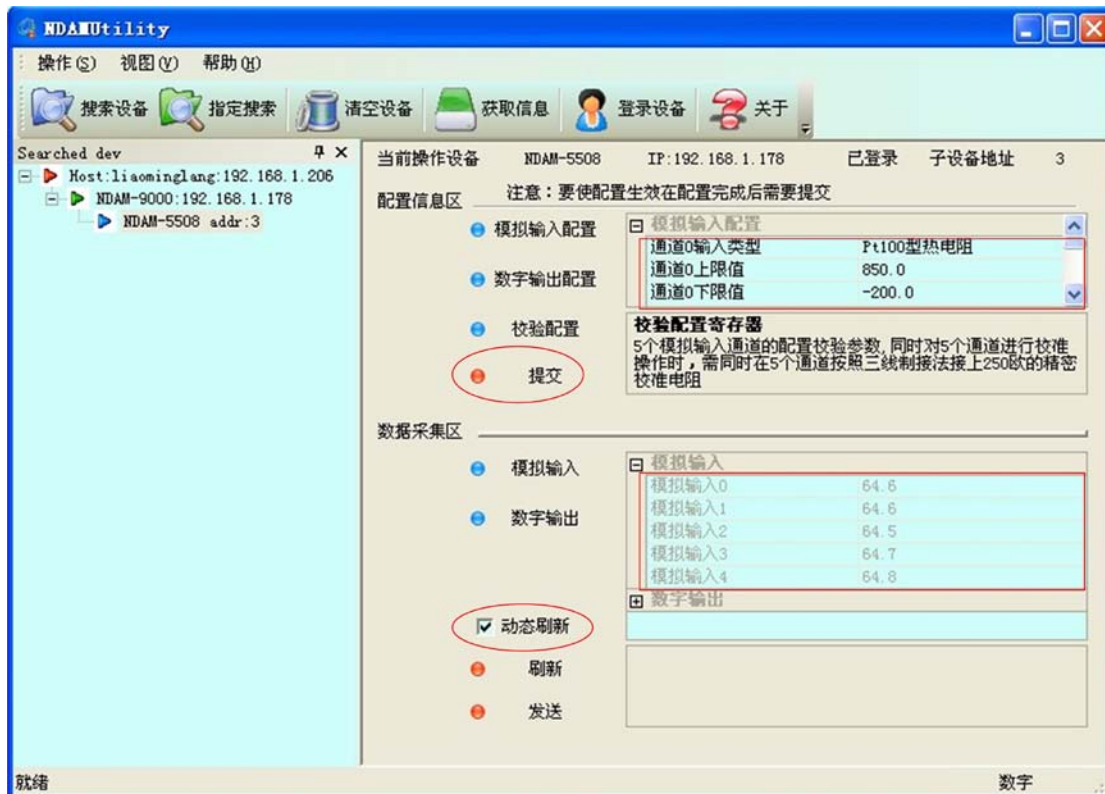 NDAMUtility
操作(S) 视图(V) 帮助(H)
搜索设备 指定搜索 清空设备 获取信息 登录设备 关于
Searched dev
Host:liaominglang:192.168.1.206
NDAM-9000:192.168.1.178
NDAM-5508 addr:3
当前操作设备 NDAM-5508 IP:192.168.1.178 已登录 子设备地址 3
配置信息区 注意：要使配置生效在配置完成后需要提交
模拟输入配置
数字输出配置
校验配置
提交
模拟输入配置
通道0输入类型 Pt100型热电阻
通道0上限值 850.0
通道0下限值 -200.0
校验配置寄存器
5个模拟输入通道的配置校验参数,同时对5个通道进行校准
操作时，需同时在5个通道按照三线制接法接上250欧的精密
校准电阻
数据采集区
模拟输入
数字输出
模拟输入
模拟输入0 64.6
模拟输入1 64.6
模拟输入2 64.5
模拟输入3 64.7
模拟输入4 64.8
数字输出
动态刷新
刷新
发送
就绪 数字